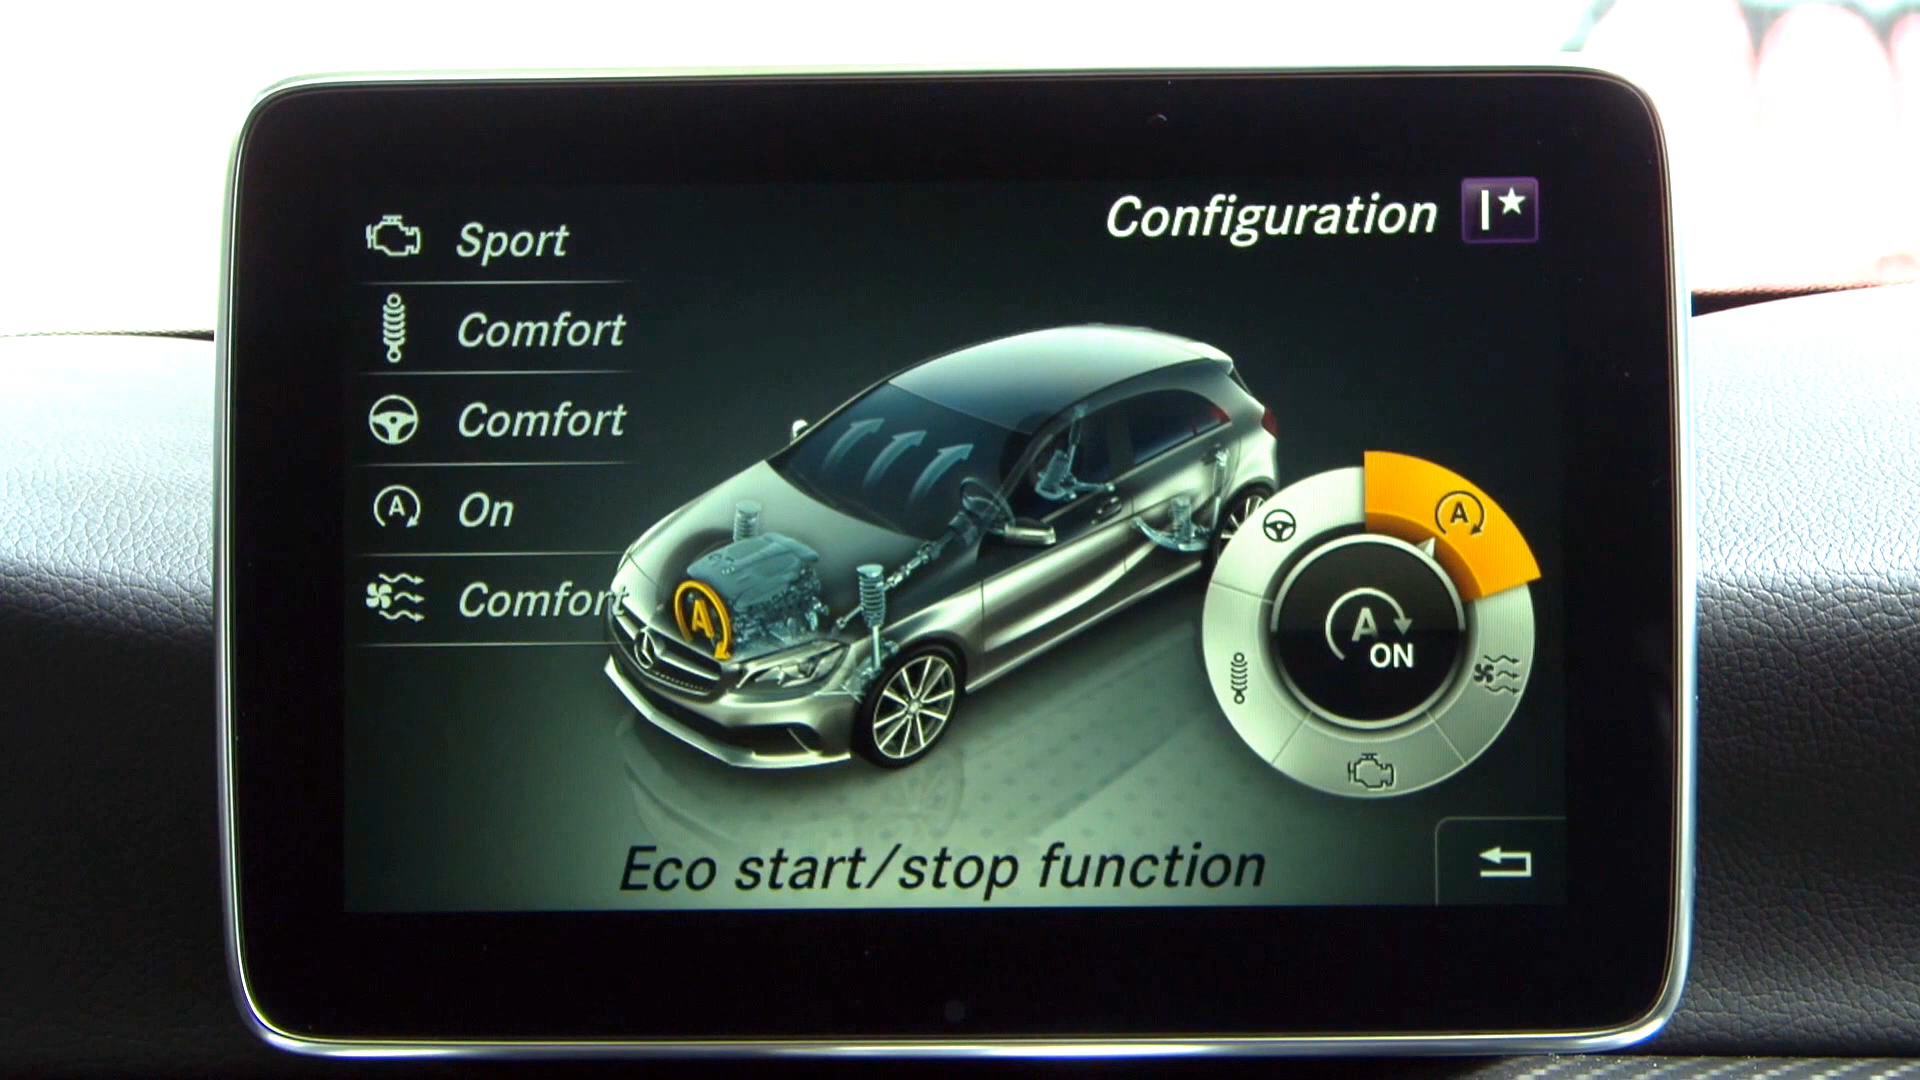 Configuration I★
Sport
Comfort
Comfort
A On
Comfort
A
A
A
ON
Eco start/stop function